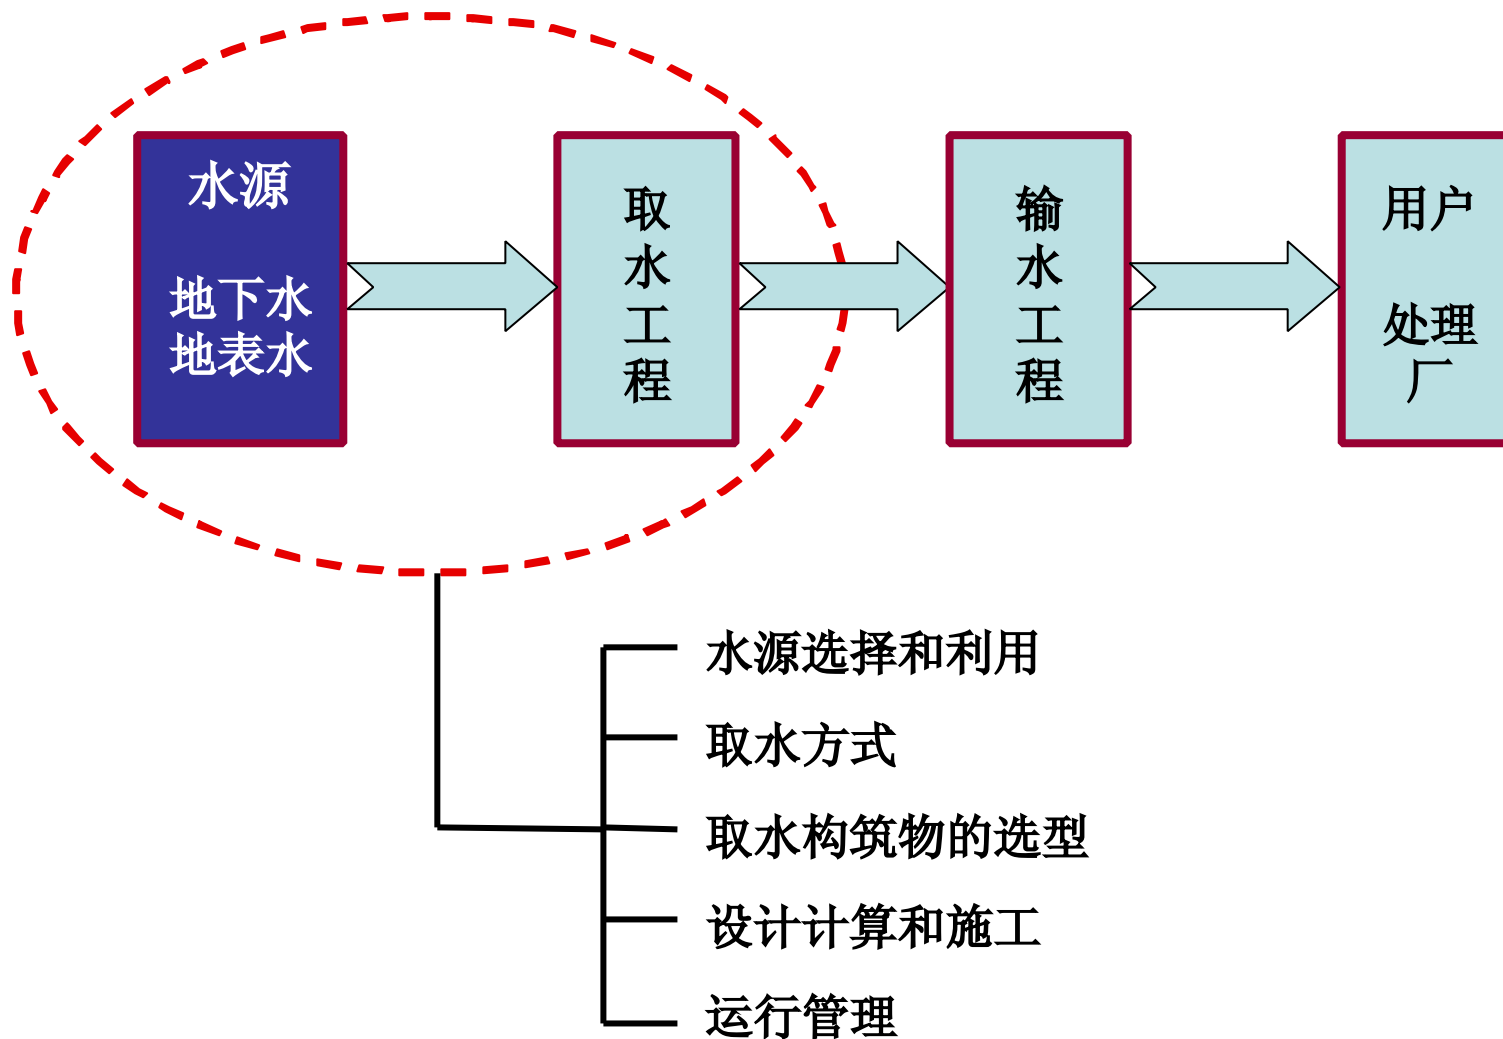 水源
地下水
地表水
取
水
工
程
输
水
工
程
用户
处理
厂
水源选择和利用
取水方式
取水构筑物的选型
设计计算和施工
运行管理